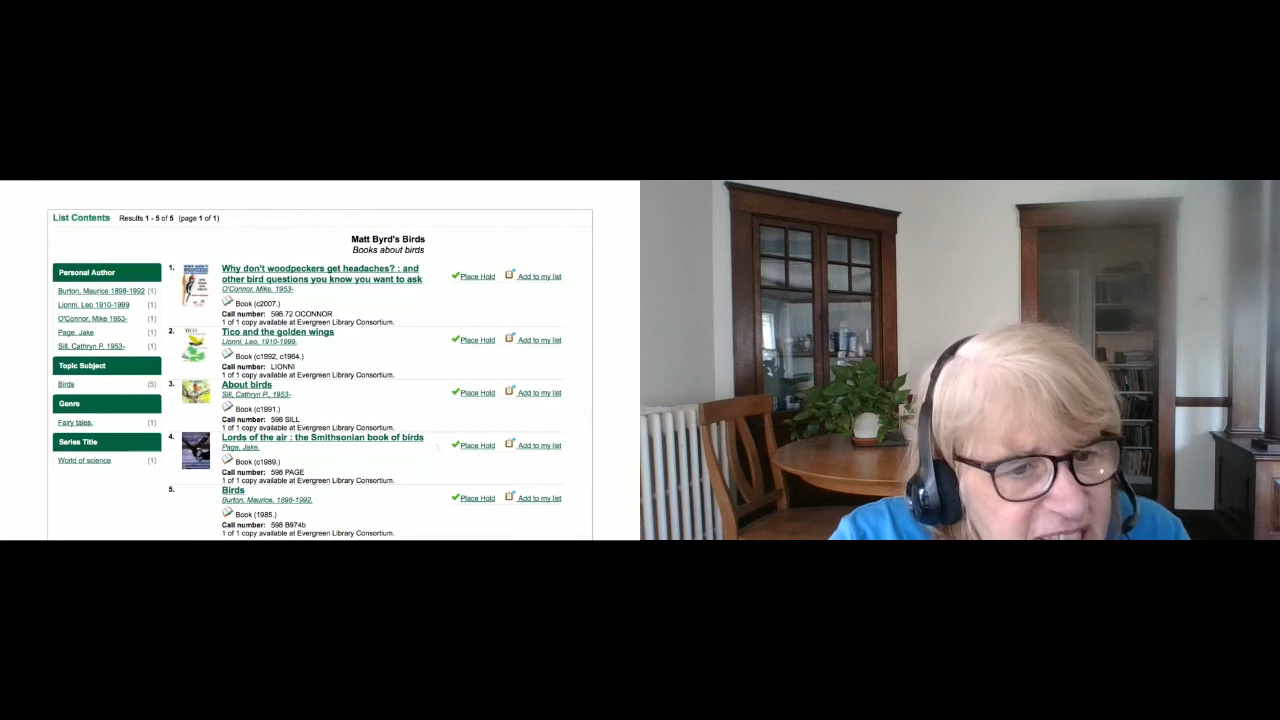 List Contents Results 1 - 5 of 5 (page 1 of 1)
Matt Byrd's Birds
Books about birds
Personal Author
Burton, Maurice 1898-1992 (1)
Lionni, Leo 1910-1999 (1)
O'Connor, Mike 1953- (1)
Page, Jake (1)
Sill, Cathryn P. 1953- (1)
Topic Subject
Birds (5)
Genre
Fairy tales. (1)
Series Title
World of science (1)
1. Why don't woodpeckers get headaches? : and
other bird questions you know you want to ask
O'Connor, Mike, 1953-
Book (c2007.)
Call number: 598.72 OCONNOR
1 of 1 copy available at Evergreen Library Consortium.
Place Hold Add to my list
2. Tico and the golden wings
Lionni, Leo, 1910-1999.
Book (c1992, c1964.)
Call number: LIONNI
1 of 1 copy available at Evergreen Library Consortium.
Place Hold Add to my list
3. About birds
Sill, Cathryn P., 1953-
Book (c1991.)
Call number: 598 SILL
1 of 1 copy available at Evergreen Library Consortium.
Place Hold Add to my list
4. Lords of the air : the Smithsonian book of birds
Page, Jake.
Book (c1989.)
Call number: 598 PAGE
1 of 1 copy available at Evergreen Library Consortium.
Place Hold Add to my list
5. Birds
Burton, Maurice, 1898-1992.
Book (1985.)
Call number: 598 B974b
1 of 1 copy available at Evergreen Library Consortium.
Place Hold Add to my list